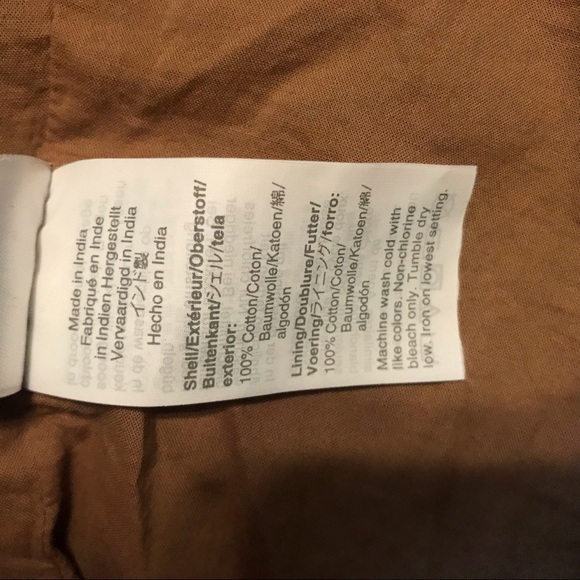 Made in India
Fabriqué en Inde
in Indien Hergestellt
Vervaardigd in India
インド製
Hecho en India
Shell/Extérieur/Oberstoff/
Buitenkant/シェル/tela
exterior:
100% Cotton/Coton/
Baumwolle/Katoen/綿/
algodón
Lining/Doublure/Futter/
Voering/ライニング/forro:
100% Cotton/Coton/
Baumwolle/Katoen/綿/
algodón
Machine wash cold with
like colors. Non-chlorine
bleach only. Tumble dry
low. Iron on lowest setting.